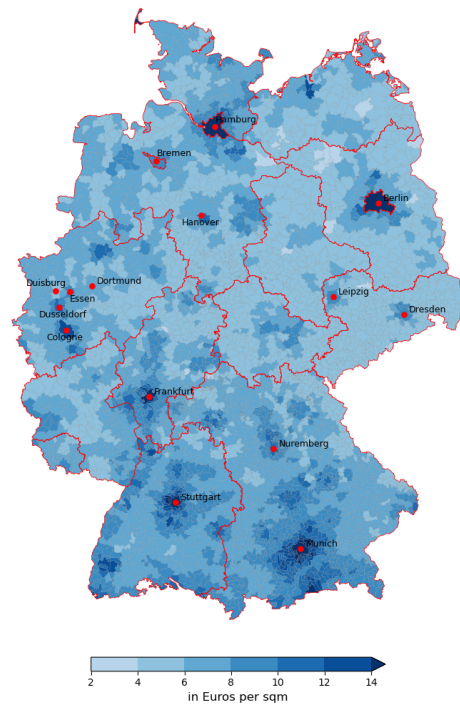 Hamburg
Bremen
Berlin
Hanover
Duisburg
Dortmund
Essen
Leipzig
Dusseldorf
Dresden
Cologne
Frankfurt
Nuremberg
Stuttgart
Munich
2 4 6 8 10 12 14
in Euros per sqm